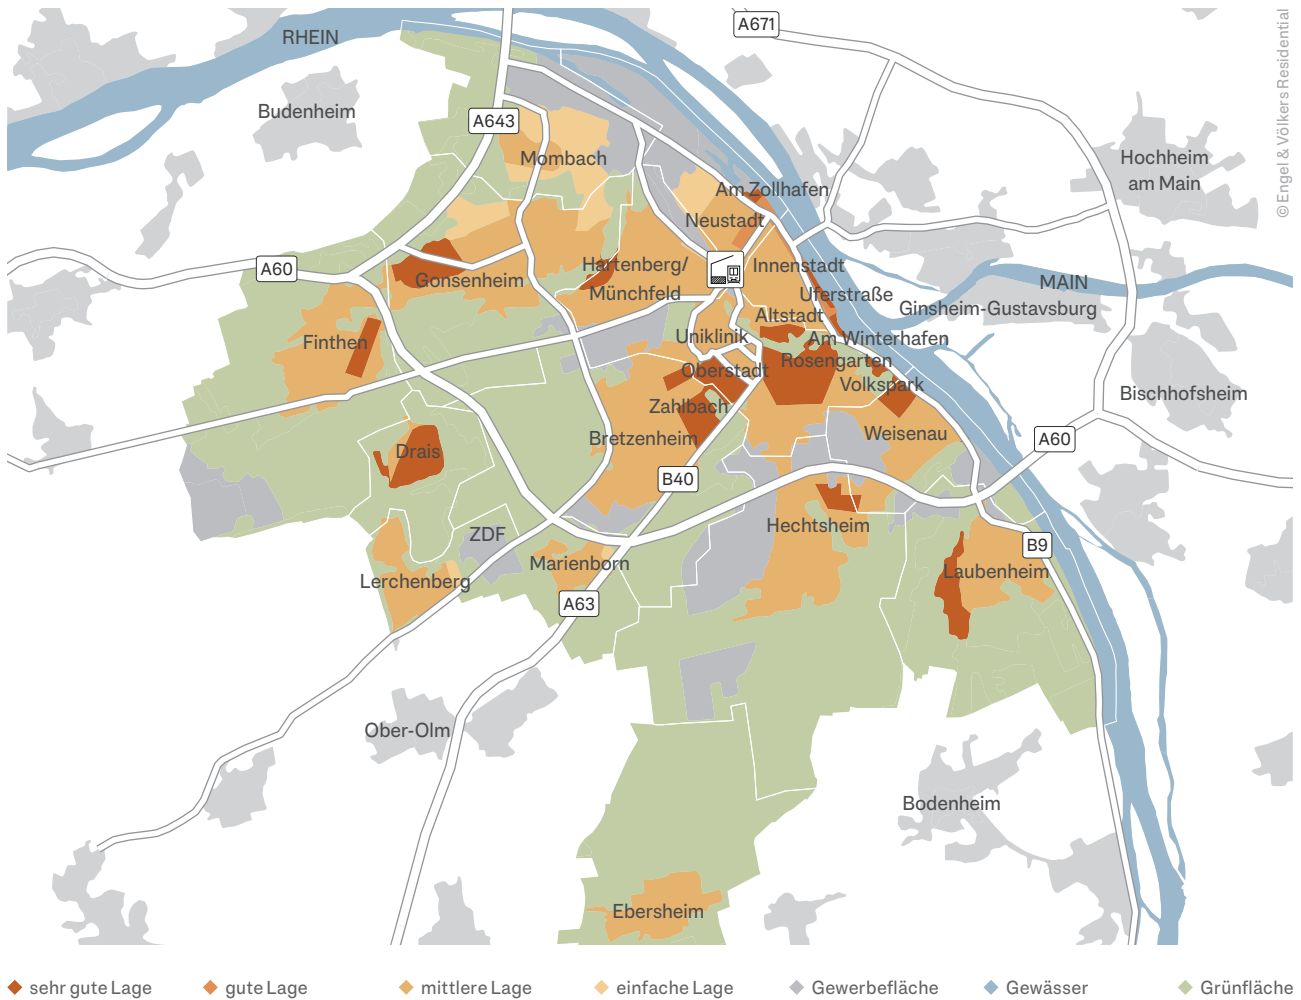 A671
© Engel & Völkers Residential
RHEIN
Budenheim
A643
Mombach
Hochheim
am Main
Am Zollhafen
Neustadt
A60
Gonsenheim
Hartenberg/
Münchfeld
Innenstadt
Uferstraße
MAIN
Ginsheim-Gustavsburg
Altstadt
Finthen
Uniklinik
Am Winterhafen
Rosengarten
Oberstadt
Volkspark
Bischhofsheim
Zahlbach
Bretzenheim
Weisenau
A60
Drais
B40
Hechtsheim
ZDF
B9
Marienborn
Lerchenberg
Laubenheim
A63
Ober-Olm
Bodenheim
Ebersheim
sehr gute Lage
gute Lage
mittlere Lage
einfache Lage
Gewerbefläche
Gewässer
Grünfläche